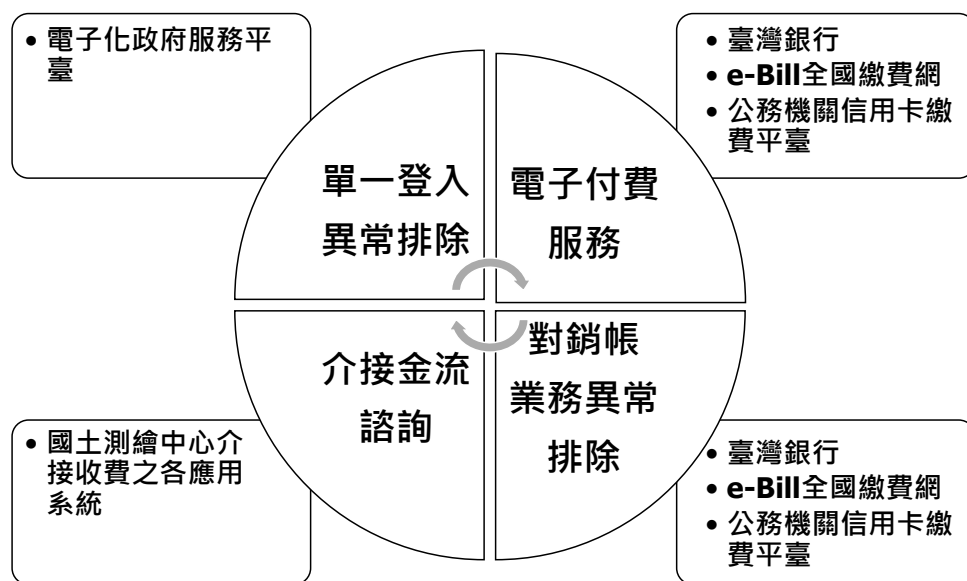 • 電子化政府服務平
臺
• 臺灣銀行
• e-Bill全國繳費網
• 公務機關信用卡繳
費平臺
單一登入
異常排除
電子付費
服務
介接金流
諮詢
對銷帳
業務異常
排除
• 國土測繪中心介
接收費之各應用
系統
• 臺灣銀行
• e-Bill全國繳費網
• 公務機關信用卡繳
費平臺